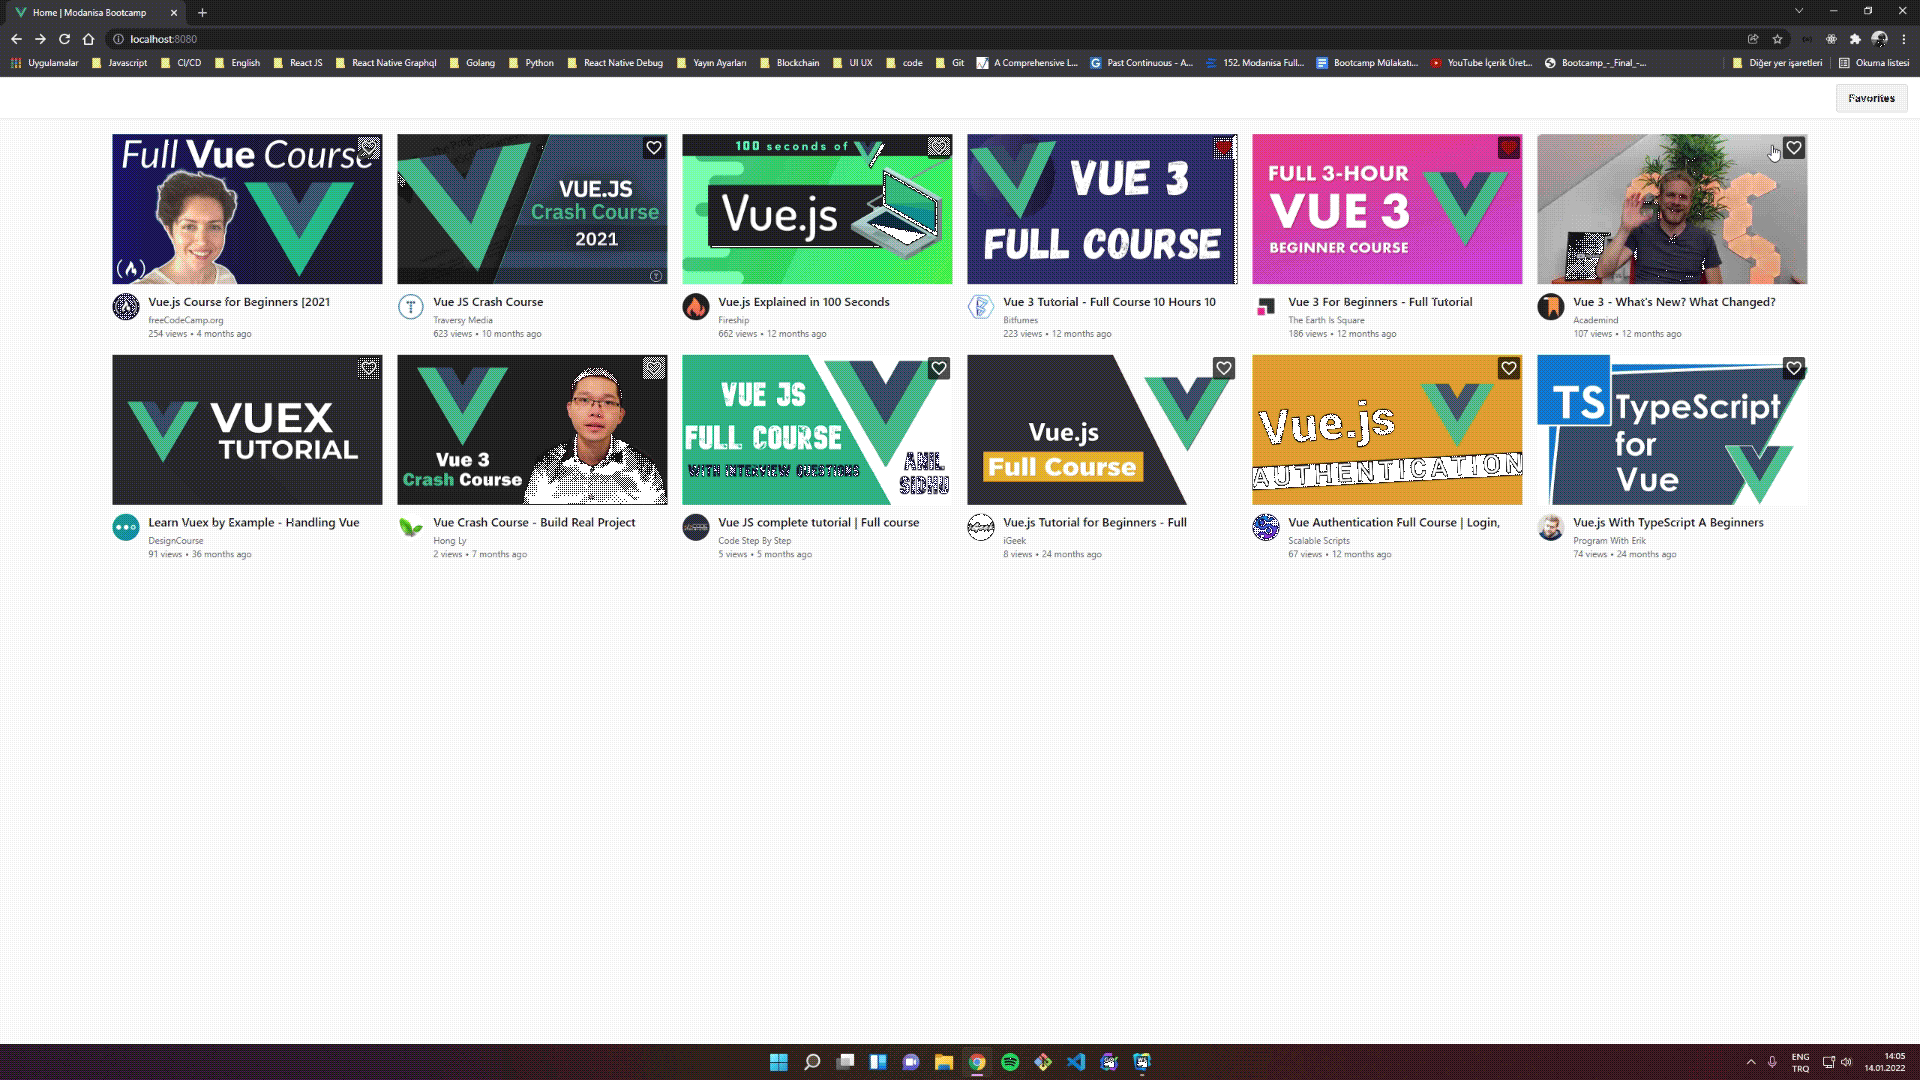 Home | Modanisa Bootcamp
localhost:8080
Uygulamalar
Javascript
CI/CD
English
React JS
React Native Graphql
Golang
Python
React Native Debug
Yayın Ayarları
Blockchain
UI UX
code
Git
A Comprehensive L...
Past Continuous - A...
152. Modanisa Full...
Bootcamp Mülakatı...
YouTube İçerik Üret...
Bootcamp_-_Final_-...
Diğer yer işaretleri
Okuma listesi
Favorites
Full Vue Course
VUE.JS
Crash Course
2021
100 seconds of
Vue.js
VUE 3
FULL COURSE
FULL 3-HOUR
VUE 3
BEGINNER COURSE
Vue.js Course for Beginners [2021
freeCodeCamp.org
254 views • 4 months ago
Vue JS Crash Course
Traversy Media
623 views • 10 months ago
Vue.js Explained in 100 Seconds
Fireship
662 views • 12 months ago
Vue 3 Tutorial - Full Course 10 Hours 10
Bitfumes
223 views • 12 months ago
Vue 3 For Beginners - Full Tutorial
The Earth Is Square
186 views • 12 months ago
Vue 3 - What's New? What Changed?
Academind
107 views • 12 months ago
VUEX
TUTORIAL
Vue 3
Crash Course
VUE JS
FULL COURSE
WITH INTERVIEW QUESTIONS
ANIL
SIDHU
Vue.js
Full Course
Vue.js
AUTHENTICATION
TS TypeScript
for
Vue
Learn Vuex by Example - Handling Vue
DesignCourse
91 views • 36 months ago
Vue Crash Course - Build Real Project
Hong Ly
2 views • 7 months ago
Vue JS complete tutorial | Full course
Code Step By Step
5 views • 5 months ago
Vue.js Tutorial for Beginners - Full
iGeek
8 views • 24 months ago
Vue Authentication Full Course | Login,
Scalable Scripts
67 views • 12 months ago
Vue.js With TypeScript A Beginners
Program With Erik
74 views • 24 months ago
ENG
TRQ
14:05
14.01.2022